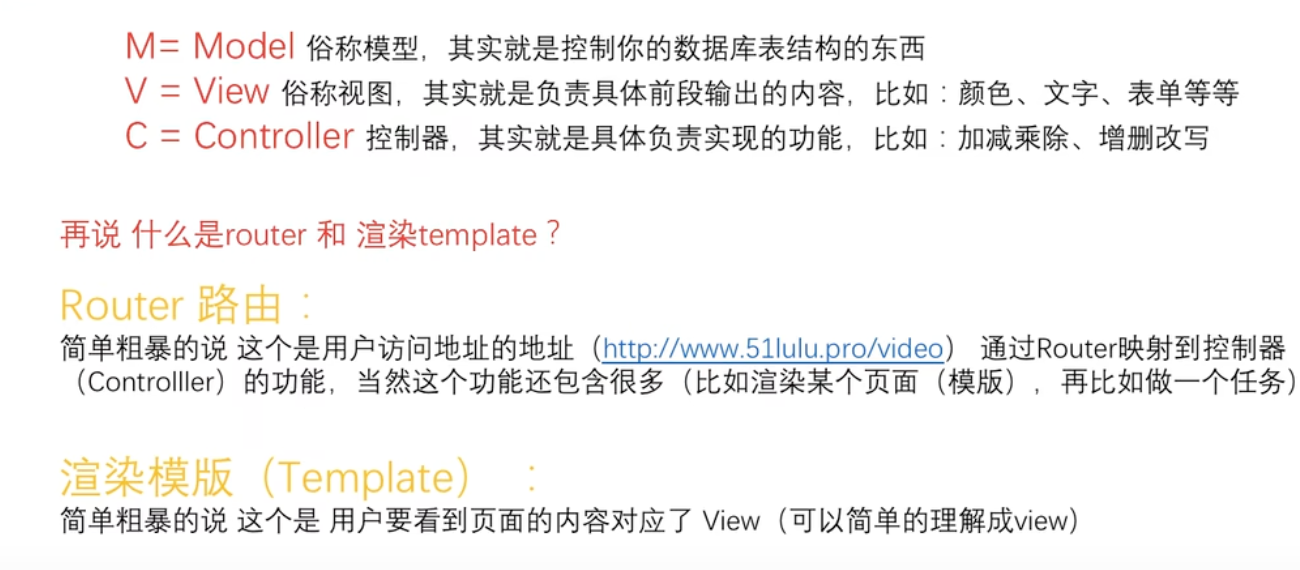 M= Model 俗称模型，其实就是控制你的数据库表结构的东西
V = View 俗称视图，其实就是负责具体前段输出的内容，比如：颜色、文字、表单等等
C = Controller 控制器，其实就是具体负责实现的功能，比如：加减乘除、增删改写
再说 什么是router 和 渲染template？
Router 路由：
简单粗暴的说 这个是用户访问地址的地址（http://www.51lulu.pro/video） 通过Router映射到控制器
（Controlller）的功能，当然这个功能还包含很多（比如渲染某个页面（模版），再比如做一个任务）
渲染模版（Template）：
简单粗暴的说 这个是 用户要看到页面的内容对应了 View（可以简单的理解成view）